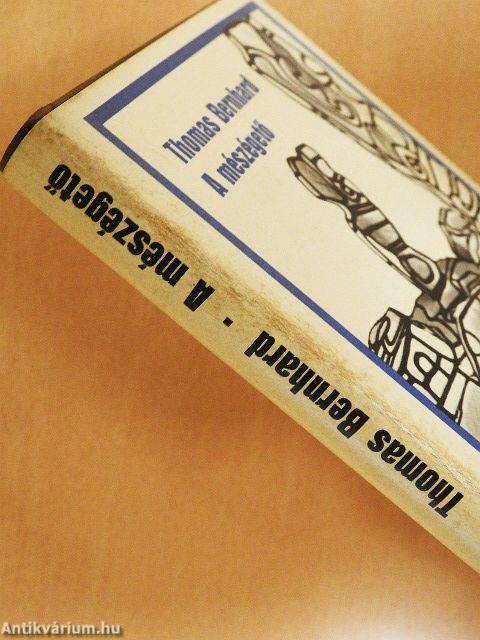 Thomas Bernhard
A mészégető
Thomas Bernhard · A mészégető
Antikvárium.hu